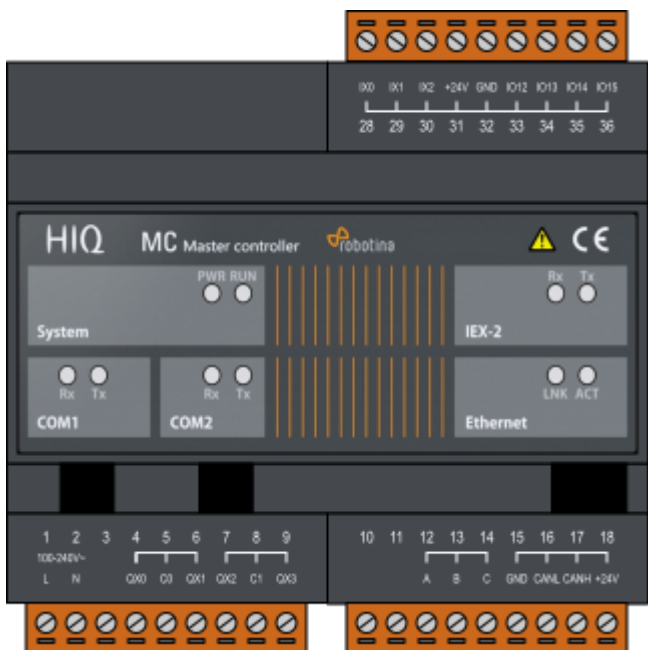 IX0 IX1 IX2 +24V GND IO12 IO13 IO14 IO15
28 29 30 31 32 33 34 35 36
HIQ MC Master controller robotina CE
PWR RUN Rx Tx
System IEX-2
Rx Tx Rx Tx LNK ACT
COM1 COM2 Ethernet
1 2 3 4 5 6 7 8 9 10 11 12 13 14 15 16 17 18
100-240V~
L N QX0 C0 QX1 QX2 C1 QX3 A B C GND CANL CANH +24V